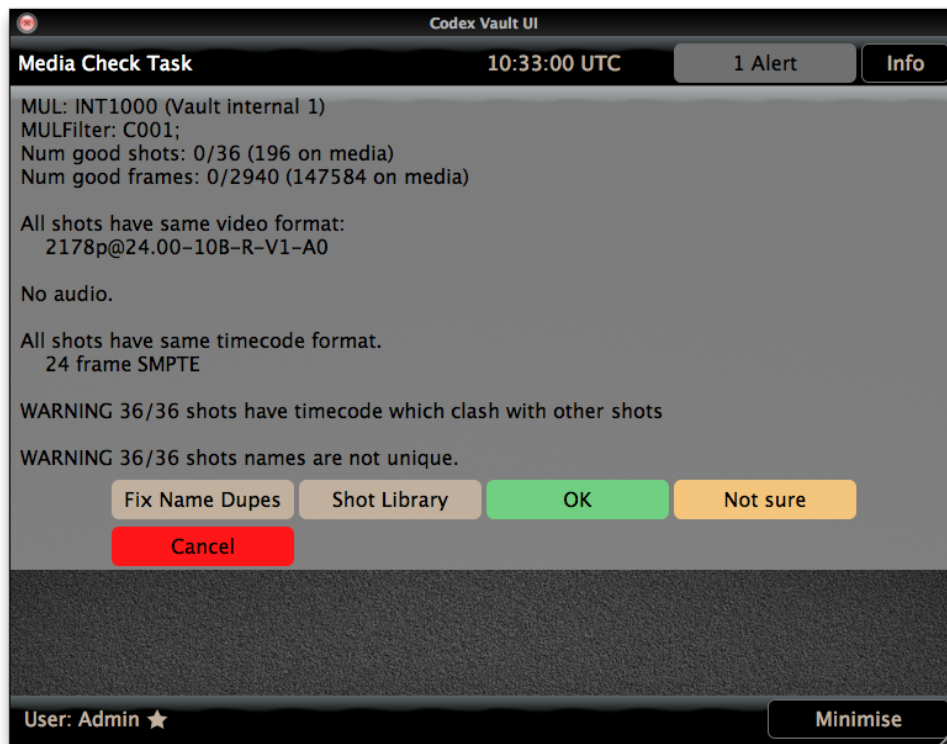 Codex Vault UI
Media Check Task 10:33:00 UTC 1 Alert Info
MUL: INT1000 (Vault internal 1)
MULFilter: C001;
Num good shots: 0/36 (196 on media)
Num good frames: 0/2940 (147584 on media)
All shots have same video format:
2178p@24.00-10B-R-V1-A0
No audio.
All shots have same timecode format.
24 frame SMPTE
WARNING 36/36 shots have timecode which clash with other shots
WARNING 36/36 shots names are not unique.
Fix Name Dupes Shot Library OK Not sure
Cancel
User: Admin ★ Minimise